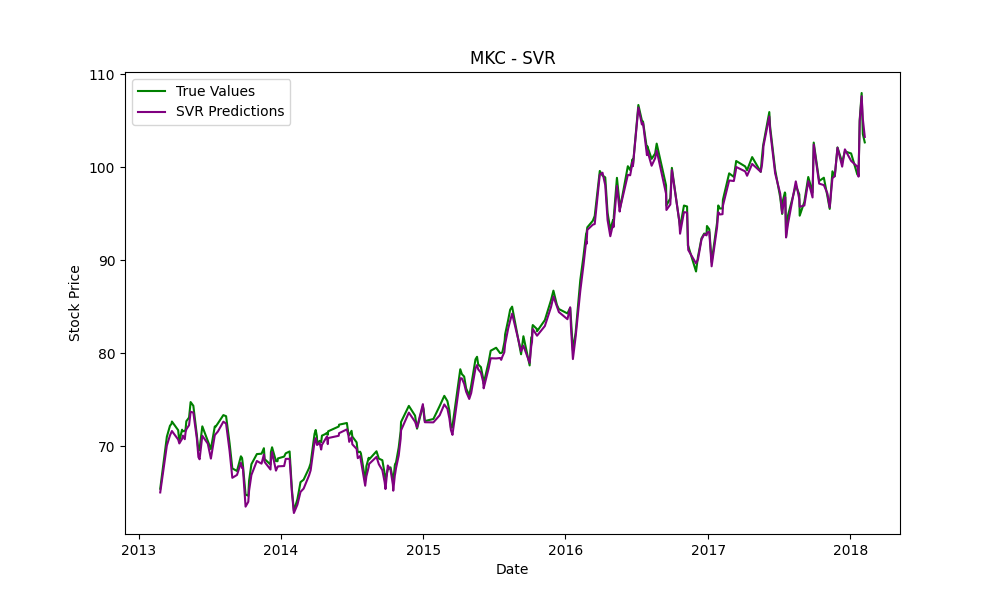 MKC - SVR
True Values
SVR Predictions
110
100
90
80
70
Stock Price
2013 2014 2015 2016 2017 2018
Date